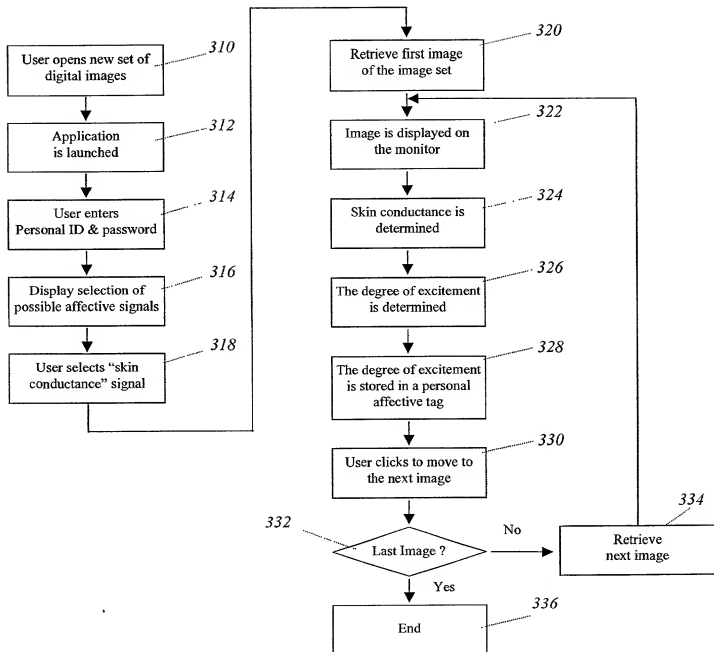 310
User opens new set of
digital images
312
Application
is launched
314
User enters
Personal ID & password
316
Display selection of
possible affective signals
318
User selects “skin
conductance” signal
320
Retrieve first image
of the image set
322
Image is displayed on
the monitor
324
Skin conductance is
determined
326
The degree of excitement
is determined
328
The degree of excitement
is stored in a personal
affective tag
330
User clicks to move to
the next image
332
Last Image ?
No
334
Retrieve
next image
Yes
336
End